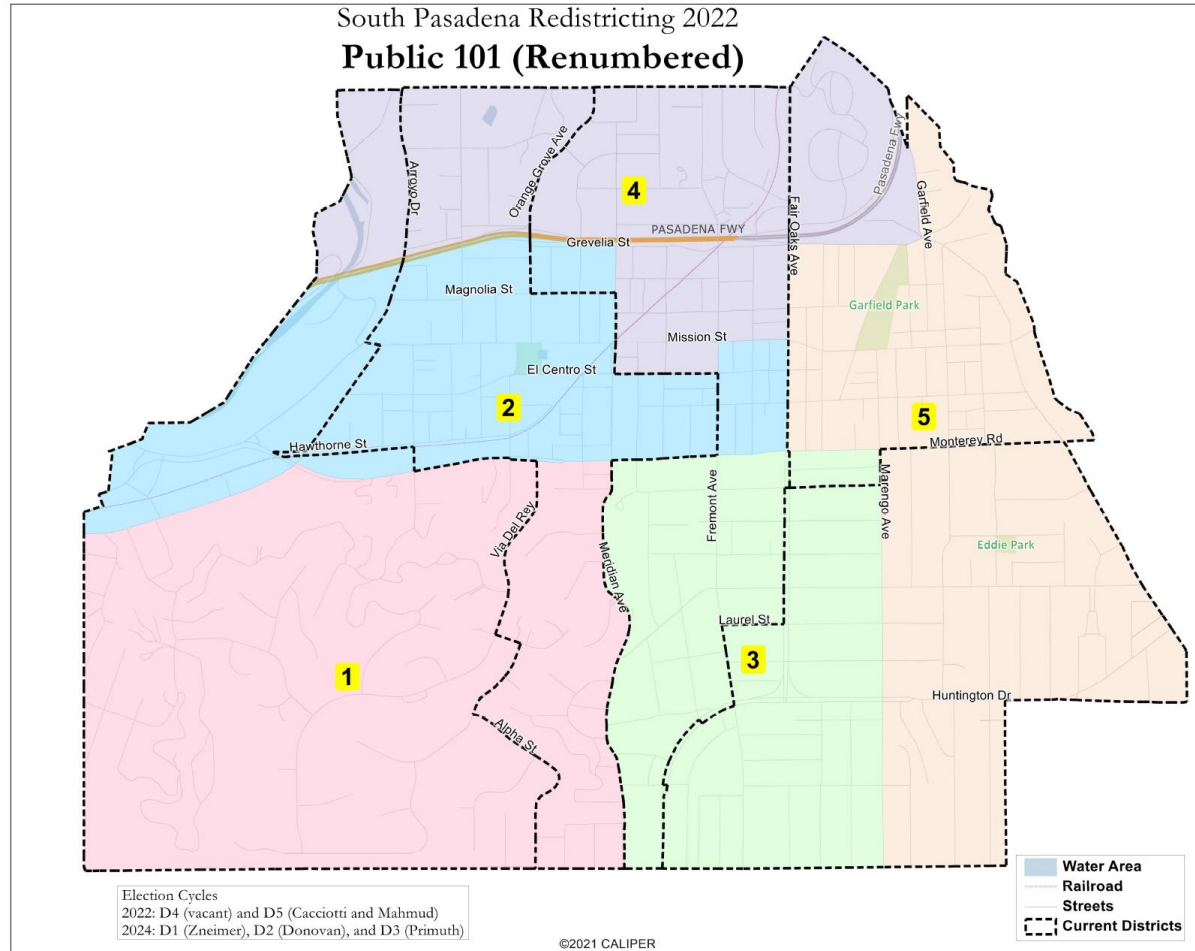 South Pasadena Redistricting 2022
Public 101 (Renumbered)
Arroyo Dr
Orange Grove Ave
4
Pasadena Fwy
Garfield Ave
Fair Oaks Ave
PASADENA FWY
Grevelia St
Magnolia St
Garfield Park
Mission St
El Centro St
2
5
Hawthorne St
Monterey Rd
Via Del Rey
Meridian Ave
Fremont Ave
Marengo Ave
Eddie Park
Laurel St
1
3
Huntington Dr
Alpha St
Election Cycles
2022: D4 (vacant) and D5 (Cacciotti and Mahmud)
2024: D1 (Zneimer), D2 (Donovan), and D3 (Primuth)
Water Area
Railroad
Streets
Current Districts
©2021 CALIPER